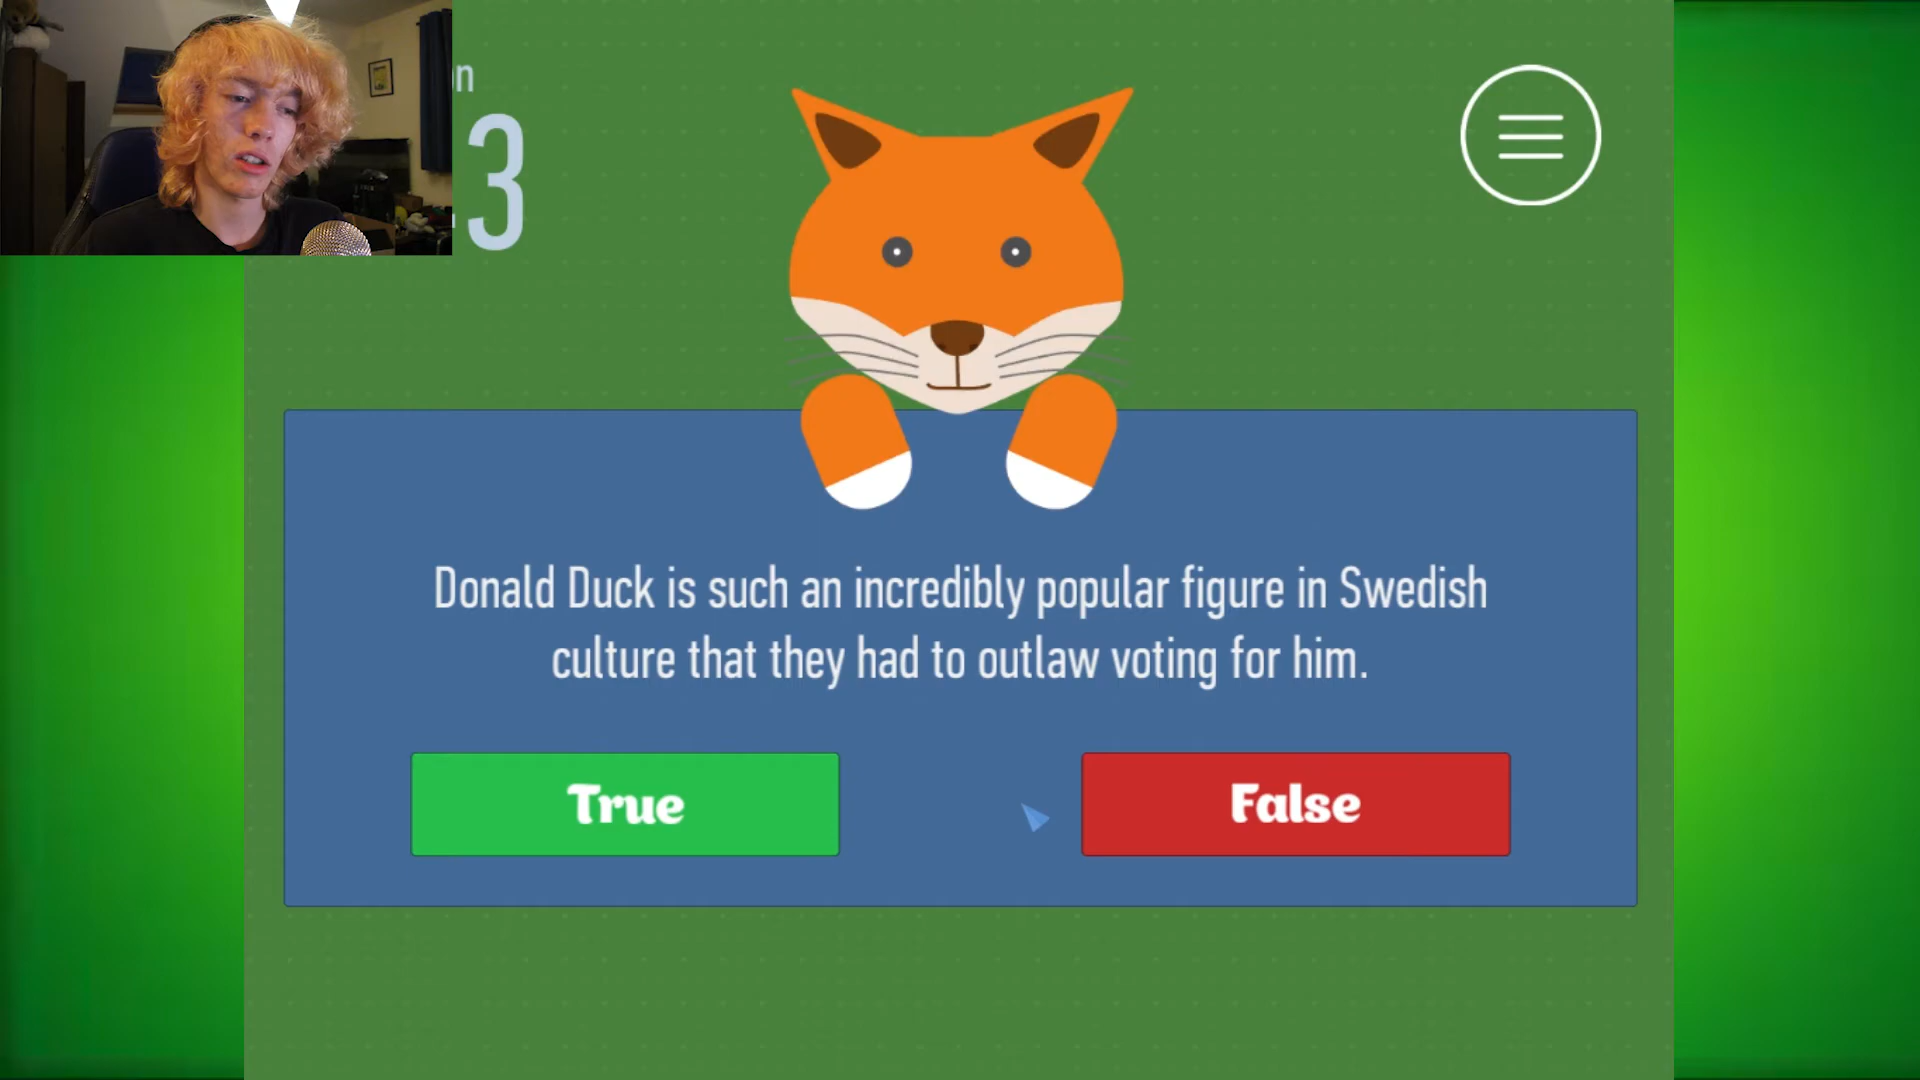 n
3
Donald Duck is such an incredibly popular figure in Swedish
culture that they had to outlaw voting for him.
True
False